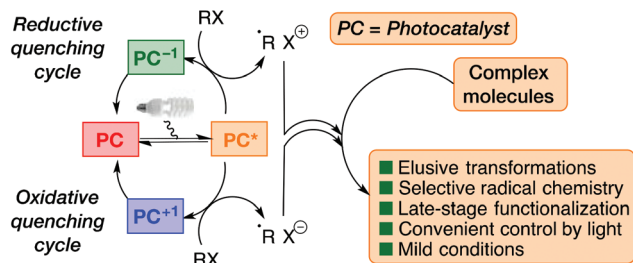 Reductive
quenching
cycle
RX
•R X⊕
PC = Photocatalyst
PC−1
Complex
molecules
PC
PC*
Oxidative
quenching
cycle
PC+1
RX
•R X⊖
Elusive transformations
Selective radical chemistry
Late-stage functionalization
Convenient control by light
Mild conditions